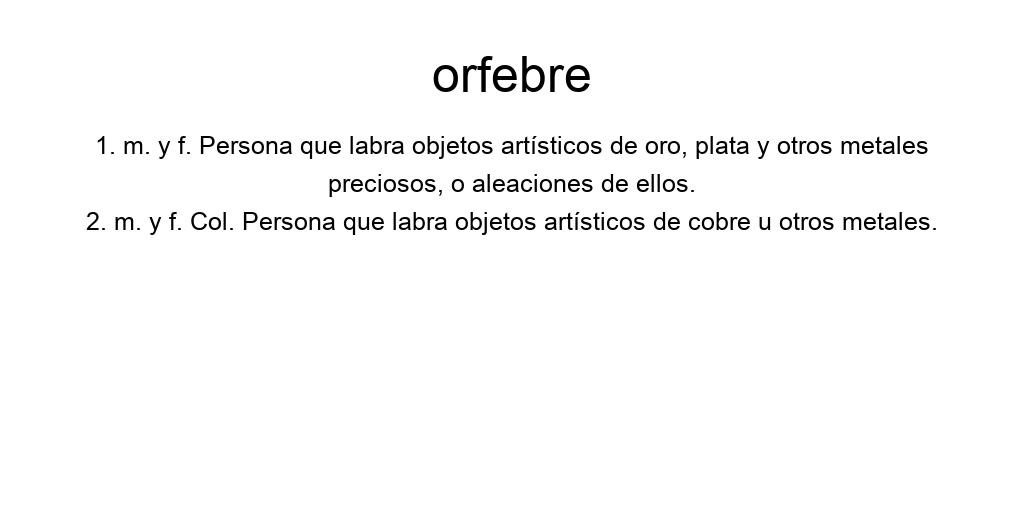 orfebre
1. m. y f. Persona que labra objetos artísticos de oro, plata y otros metales
preciosos, o aleaciones de ellos.
2. m. y f. Col. Persona que labra objetos artísticos de cobre u otros metales.